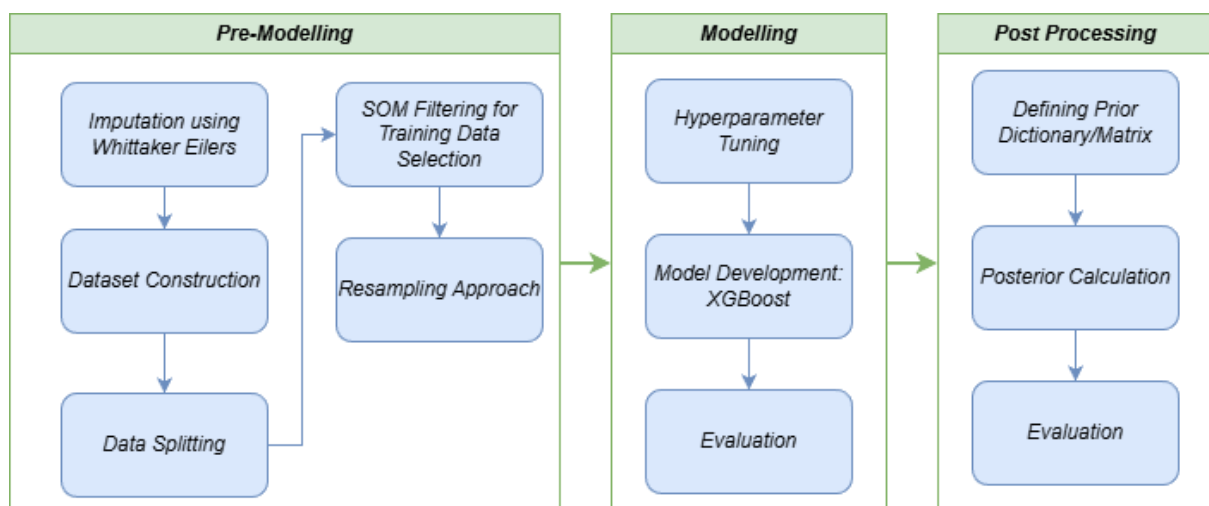 Pre-Modelling
Imputation using
Whittaker Eilers
Dataset Construction
Data Splitting
SOM Filtering for
Training Data
Selection
Resampling Approach
Modelling
Hyperparameter
Tuning
Model Development:
XGBoost
Evaluation
Post Processing
Defining Prior
Dictionary/Matrix
Posterior Calculation
Evaluation